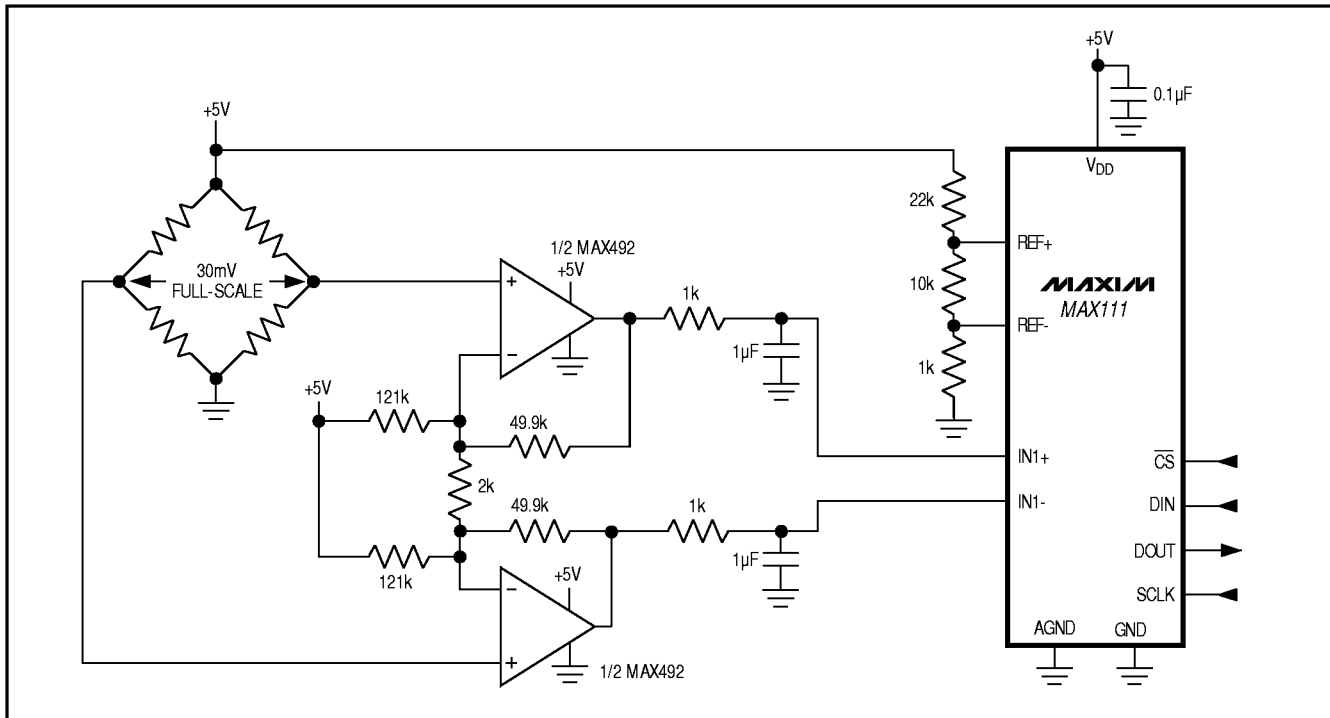 +5V
0.1µF
+5V
VDD
22k
1/2 MAX492
REF+
+5V
30mV
FULL-SCALE
+
1k
10k
MAXIM
MAX111
REF-
−
1µF
1k
+5V
121k
49.9k
IN1+
CS
2k
49.9k
1k
IN1-
DIN
1µF
DOUT
121k
+5V
−
SCLK
AGND
GND
+
1/2 MAX492